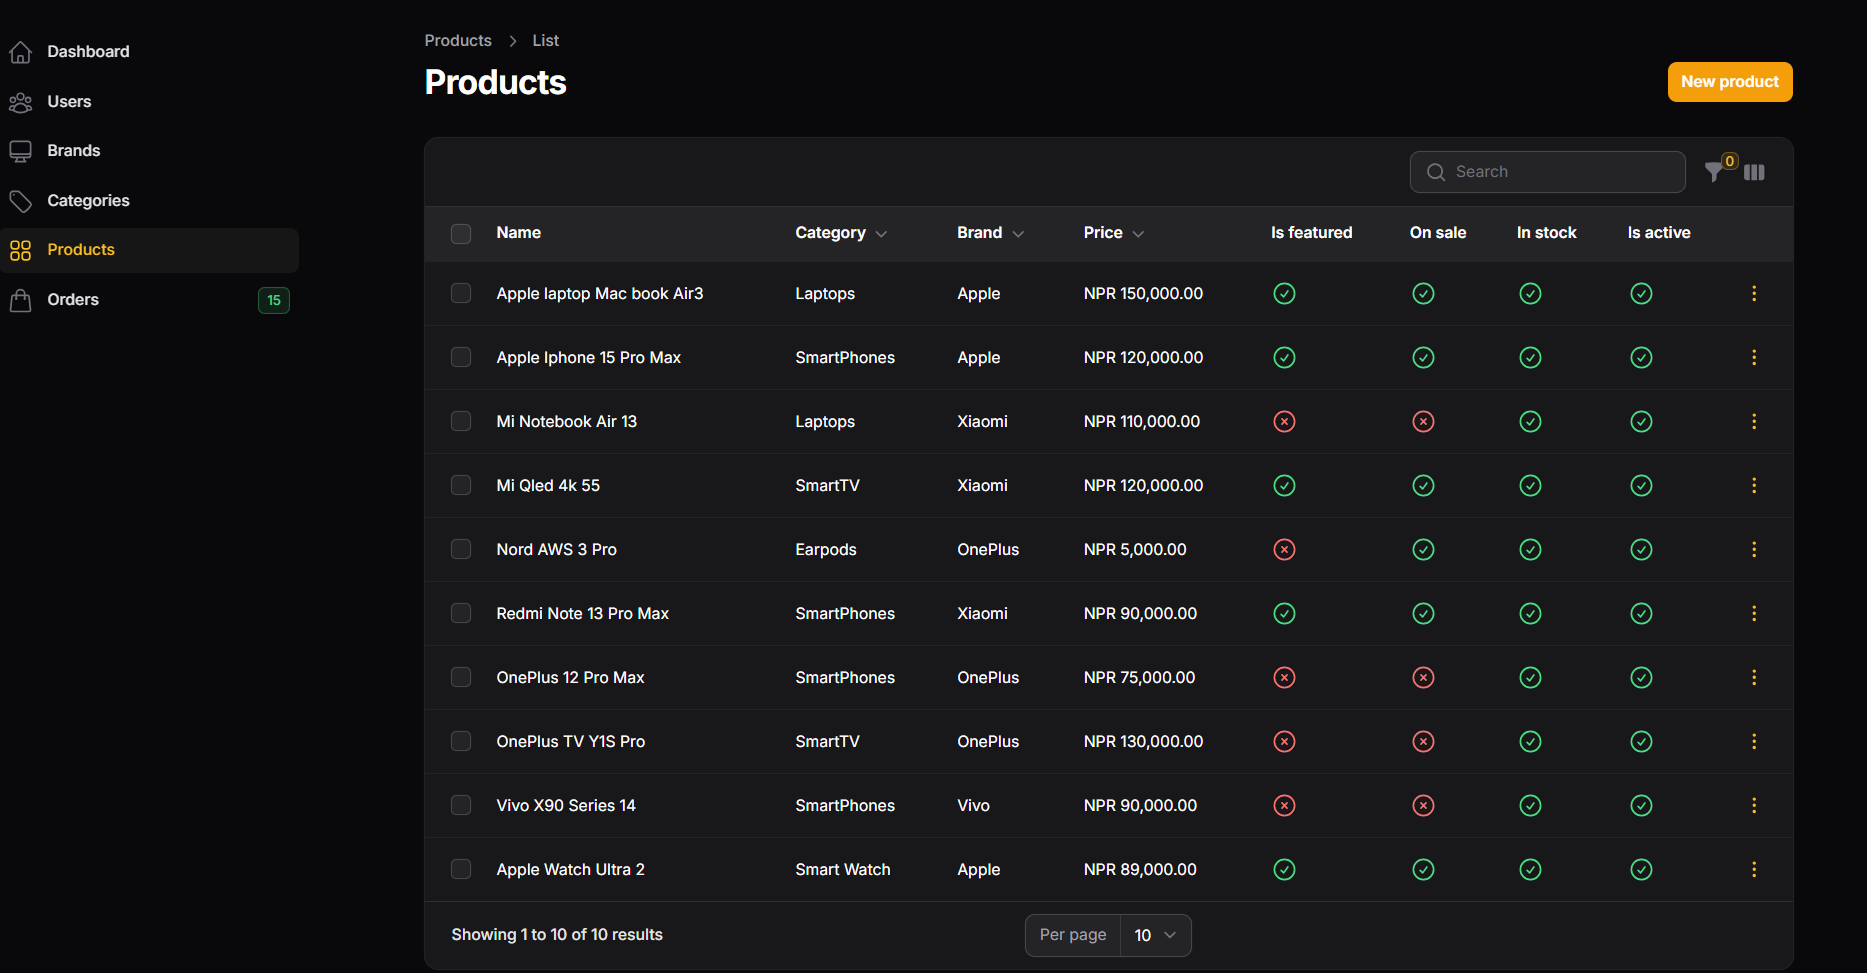 Dashboard
Users
Brands
Categories
Products
Orders 15
Products > List
Products
New product
Search
0
Name Category Brand Price Is featured On sale In stock Is active
Apple laptop Mac book Air3 Laptops Apple NPR 150,000.00
Apple Iphone 15 Pro Max SmartPhones Apple NPR 120,000.00
Mi Notebook Air 13 Laptops Xiaomi NPR 110,000.00
Mi Qled 4k 55 SmartTV Xiaomi NPR 120,000.00
Nord AWS 3 Pro Earpods OnePlus NPR 5,000.00
Redmi Note 13 Pro Max SmartPhones Xiaomi NPR 90,000.00
OnePlus 12 Pro Max SmartPhones OnePlus NPR 75,000.00
OnePlus TV Y1S Pro SmartTV OnePlus NPR 130,000.00
Vivo X90 Series 14 SmartPhones Vivo NPR 90,000.00
Apple Watch Ultra 2 Smart Watch Apple NPR 89,000.00
Showing 1 to 10 of 10 results
Per page 10